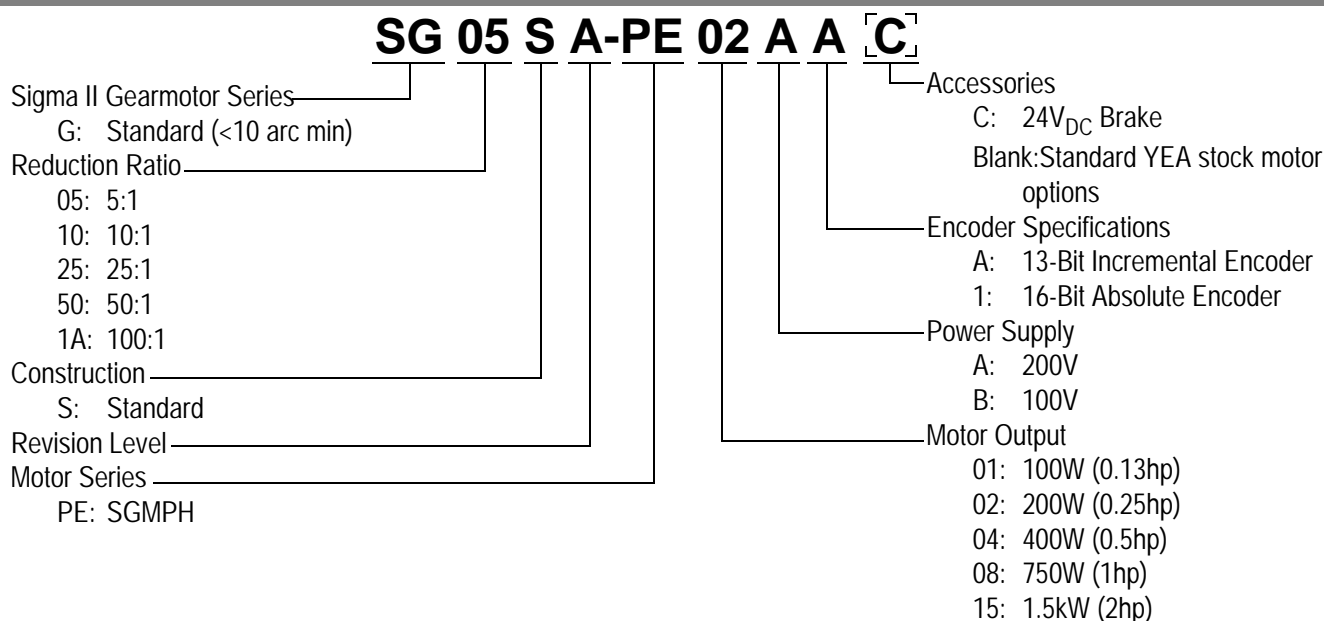 SG 05 S A-PE 02 A A C
Sigma II Gearmotor Series
G: Standard (<10 arc min)
Reduction Ratio
05: 5:1
10: 10:1
25: 25:1
50: 50:1
1A: 100:1
Construction
S: Standard
Revision Level
Motor Series
PE: SGMPH
Accessories
C: 24VDC Brake
Blank:Standard YEA stock motor
options
Encoder Specifications
A: 13-Bit Incremental Encoder
1: 16-Bit Absolute Encoder
Power Supply
A: 200V
B: 100V
Motor Output
01: 100W (0.13hp)
02: 200W (0.25hp)
04: 400W (0.5hp)
08: 750W (1hp)
15: 1.5kW (2hp)